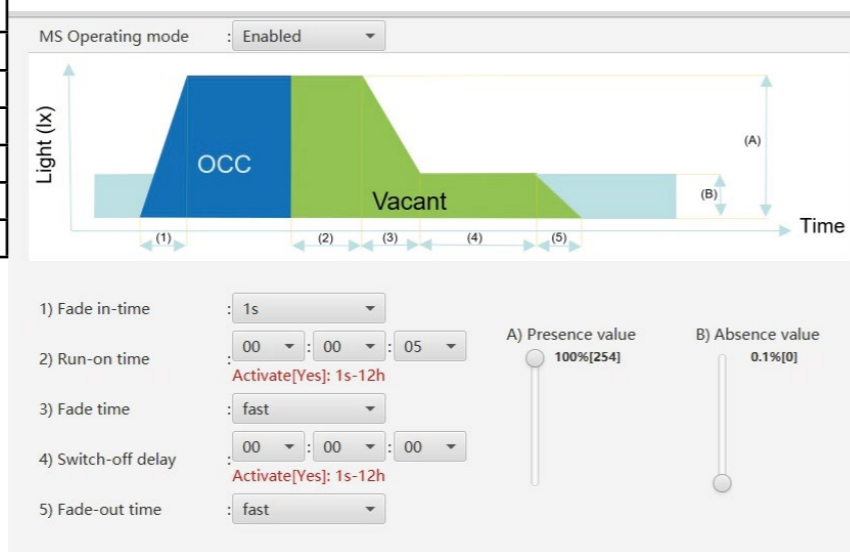 MS Operating mode : Enabled
Light (lx)
OCC
Vacant
(A)
(B)
Time
(1) (2) (3) (4) (5)
1) Fade in-time : 1s
2) Run-on time : 00 : 00 : 05
Activate[Yes]: 1s-12h
3) Fade time : fast
4) Switch-off delay : 00 : 00 : 00
Activate[Yes]: 1s-12h
5) Fade-out time : fast
A) Presence value
100%[254]
B) Absence value
0.1%[0]